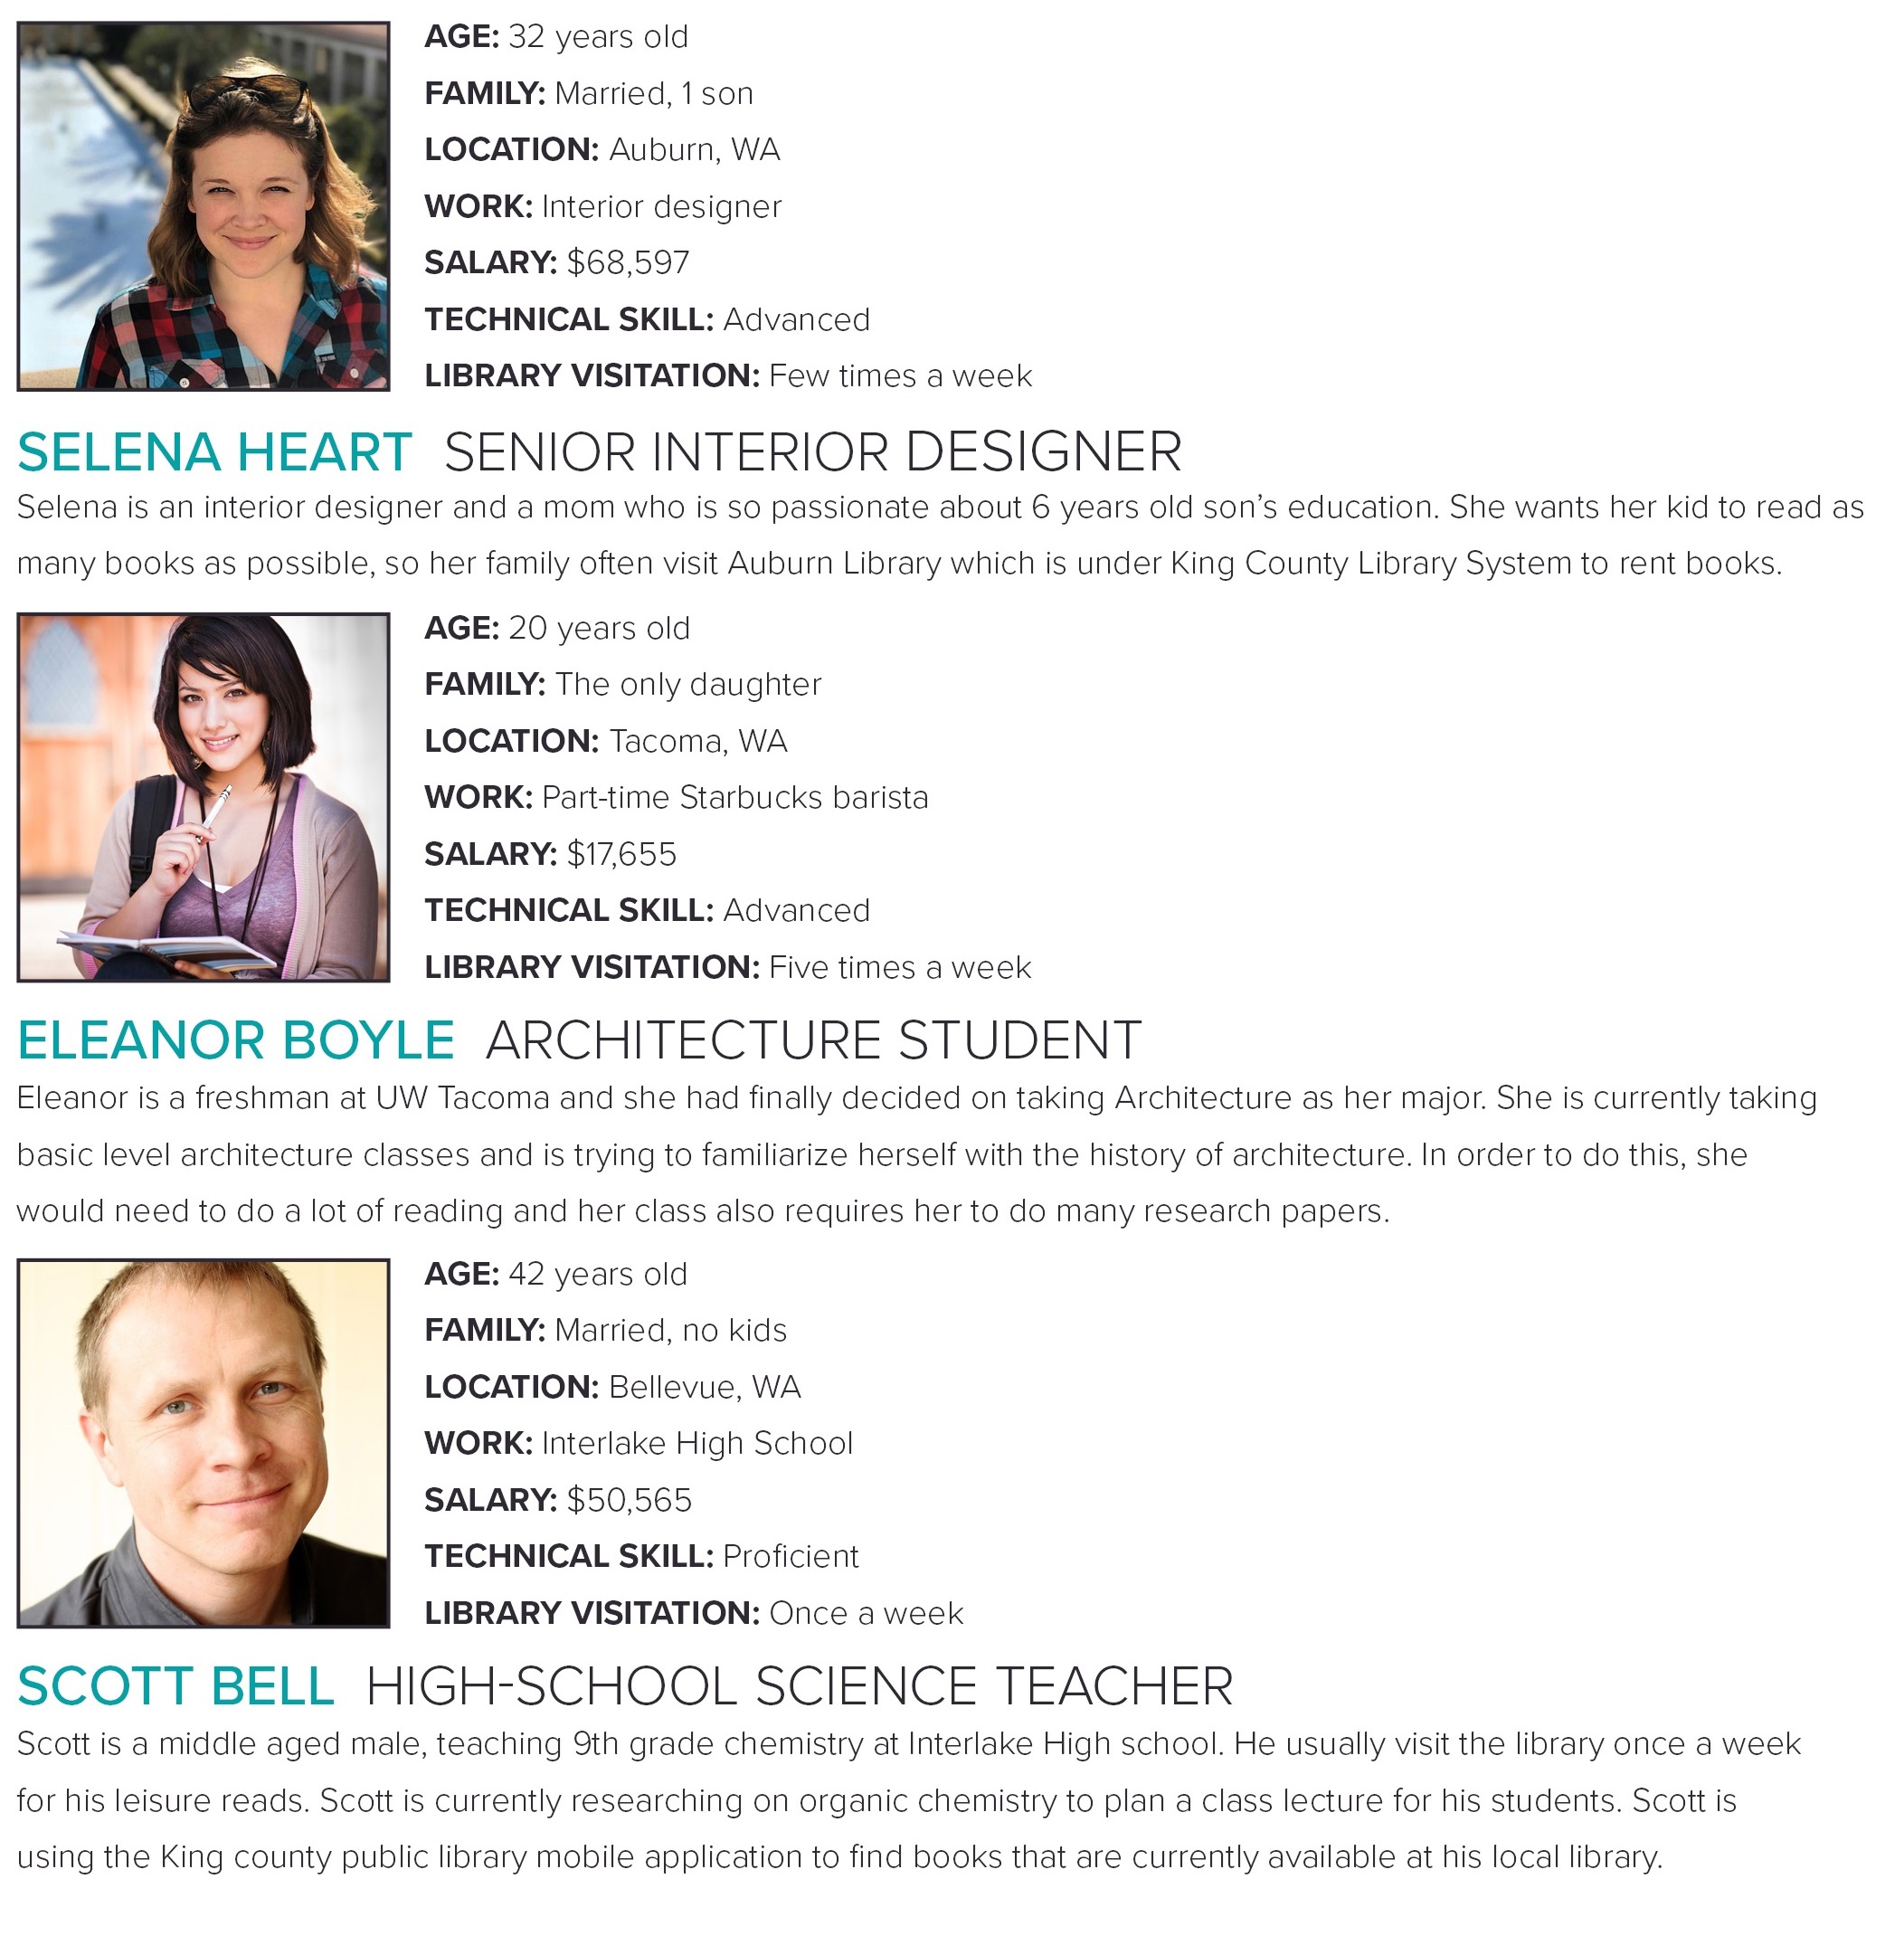 AGE: 32 years old
FAMILY: Married, 1 son
LOCATION: Auburn, WA
WORK: Interior designer
SALARY: $68,597
TECHNICAL SKILL: Advanced
LIBRARY VISITATION: Few times a week
SELENA HEART SENIOR INTERIOR DESIGNER
Selena is an interior designer and a mom who is so passionate about 6 years old son’s education. She wants her kid to read as
many books as possible, so her family often visit Auburn Library which is under King County Library System to rent books.
AGE: 20 years old
FAMILY: The only daughter
LOCATION: Tacoma, WA
WORK: Part-time Starbucks barista
SALARY: $17,655
TECHNICAL SKILL: Advanced
LIBRARY VISITATION: Five times a week
ELEANOR BOYLE ARCHITECTURE STUDENT
Eleanor is a freshman at UW Tacoma and she had finally decided on taking Architecture as her major. She is currently taking
basic level architecture classes and is trying to familiarize herself with the history of architecture. In order to do this, she
would need to do a lot of reading and her class also requires her to do many research papers.
AGE: 42 years old
FAMILY: Married, no kids
LOCATION: Bellevue, WA
WORK: Interlake High School
SALARY: $50,565
TECHNICAL SKILL: Proficient
LIBRARY VISITATION: Once a week
SCOTT BELL HIGH-SCHOOL SCIENCE TEACHER
Scott is a middle aged male, teaching 9th grade chemistry at Interlake High school. He usually visit the library once a week
for his leisure reads. Scott is currently researching on organic chemistry to plan a class lecture for his students. Scott is
using the King county public library mobile application to find books that are currently available at his local library.